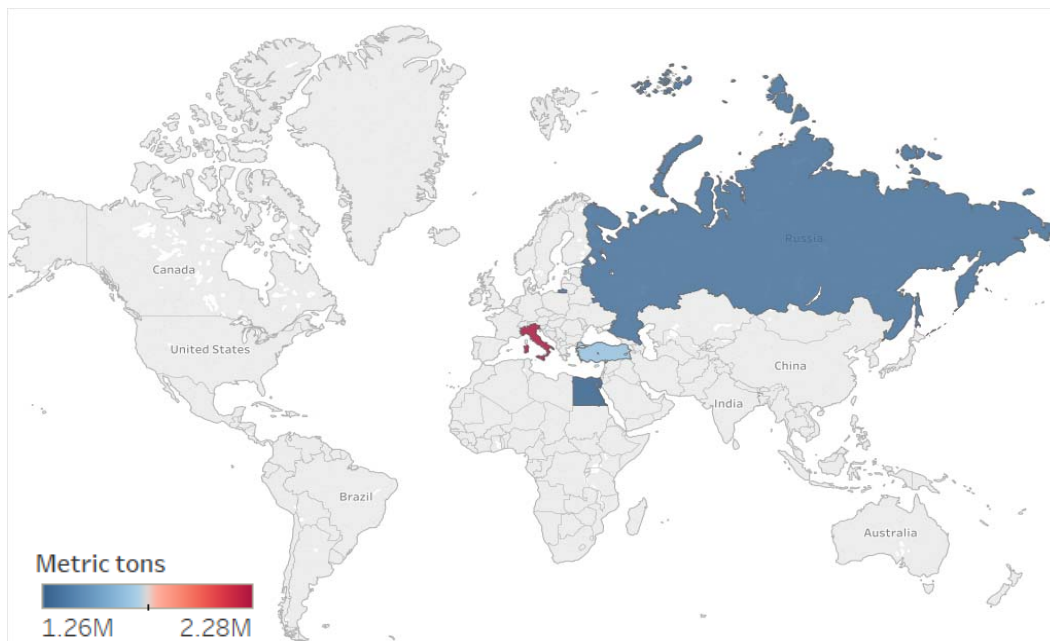 Russia
Canada
United States
China
India
Brazil
Australia
Metric tons
1.26M 2.28M